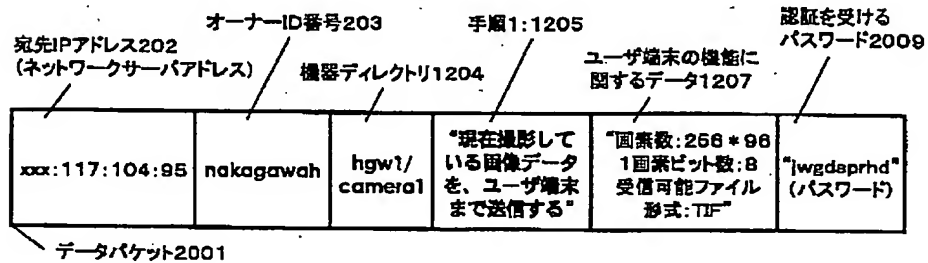 宛先IPアドレス202
(ネットワークサーバアドレス)
オーナーID番号203
機器ディレクトリ1204
手順1:1205
ユーザ端末の機能に
関するデータ1207
認証を受ける
パスワード2009
xxx:117:104:95
nakagawah
hgw1/
camera1
"現在撮影して
いる画像データ
を、ユーザ端末
まで送信する"
"画素数:256*96
1画素ビット数:8
受信可能ファイル
形式:TIF"
"jwgdaprhd"
(パスワード)
データパケット2001